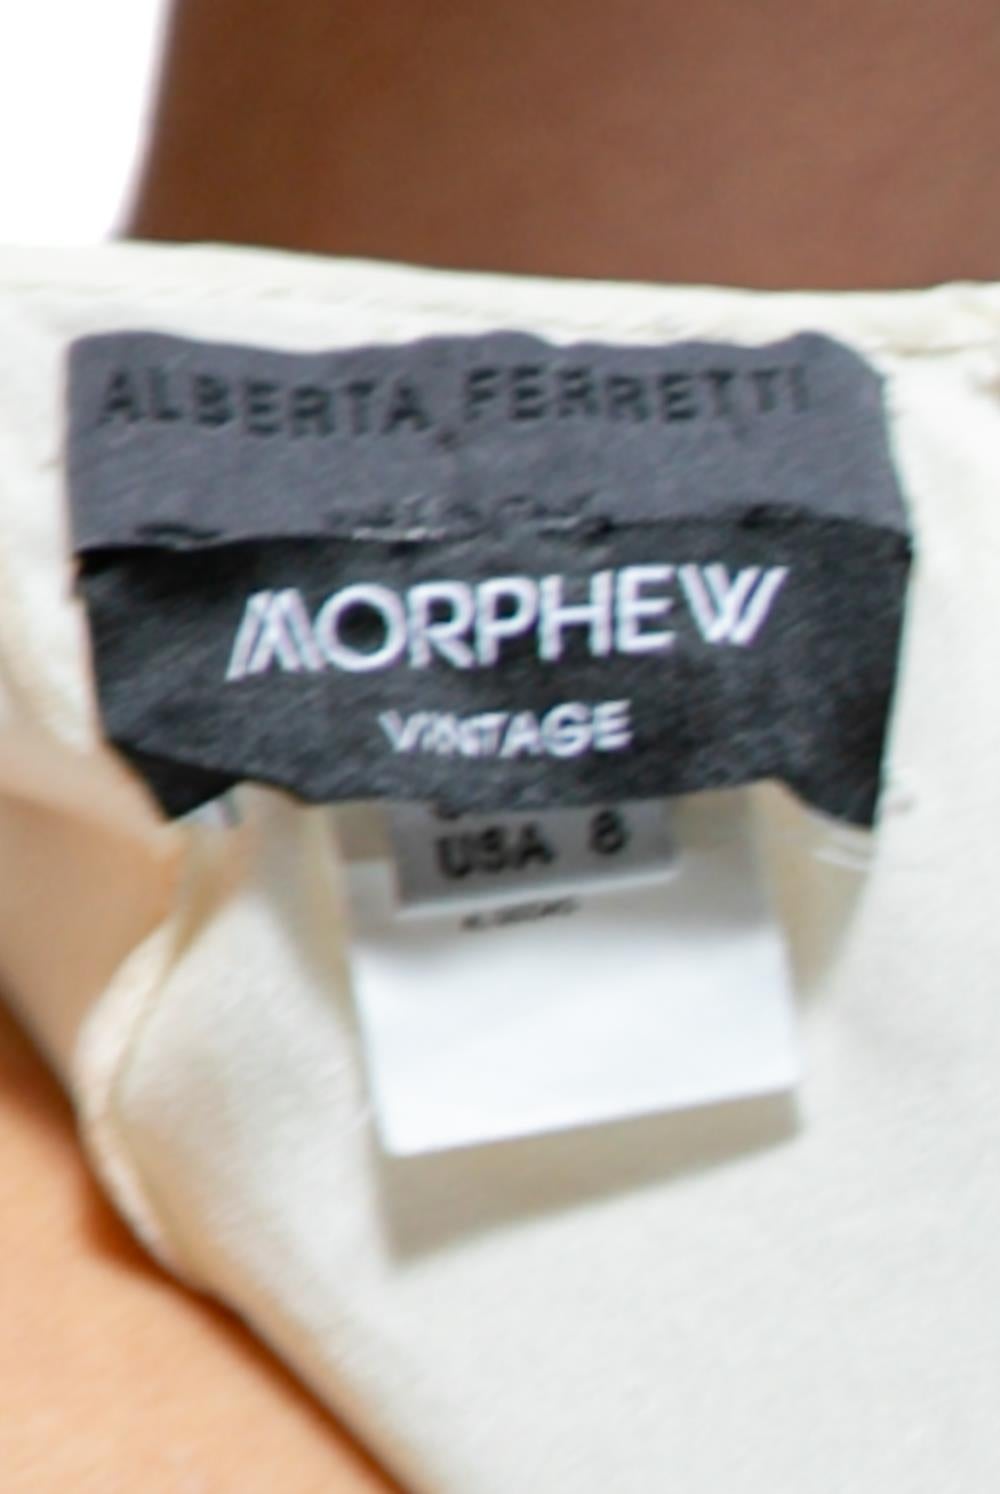 ALBERTA FERRETTI
MORPHEW
VINTAGE
USA 8